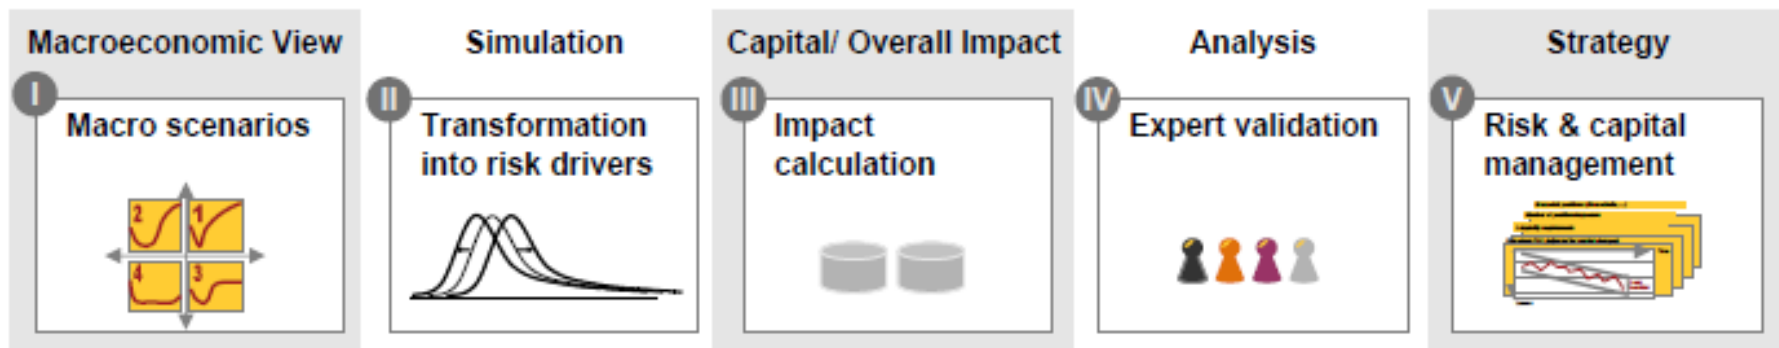 Macroeconomic View
Simulation
Capital/ Overall Impact
Analysis
Strategy
I
Macro scenarios
2
1
4
3
II
Transformation
into risk drivers
III
Impact
calculation
IV
Expert validation
V
Risk & capital
management